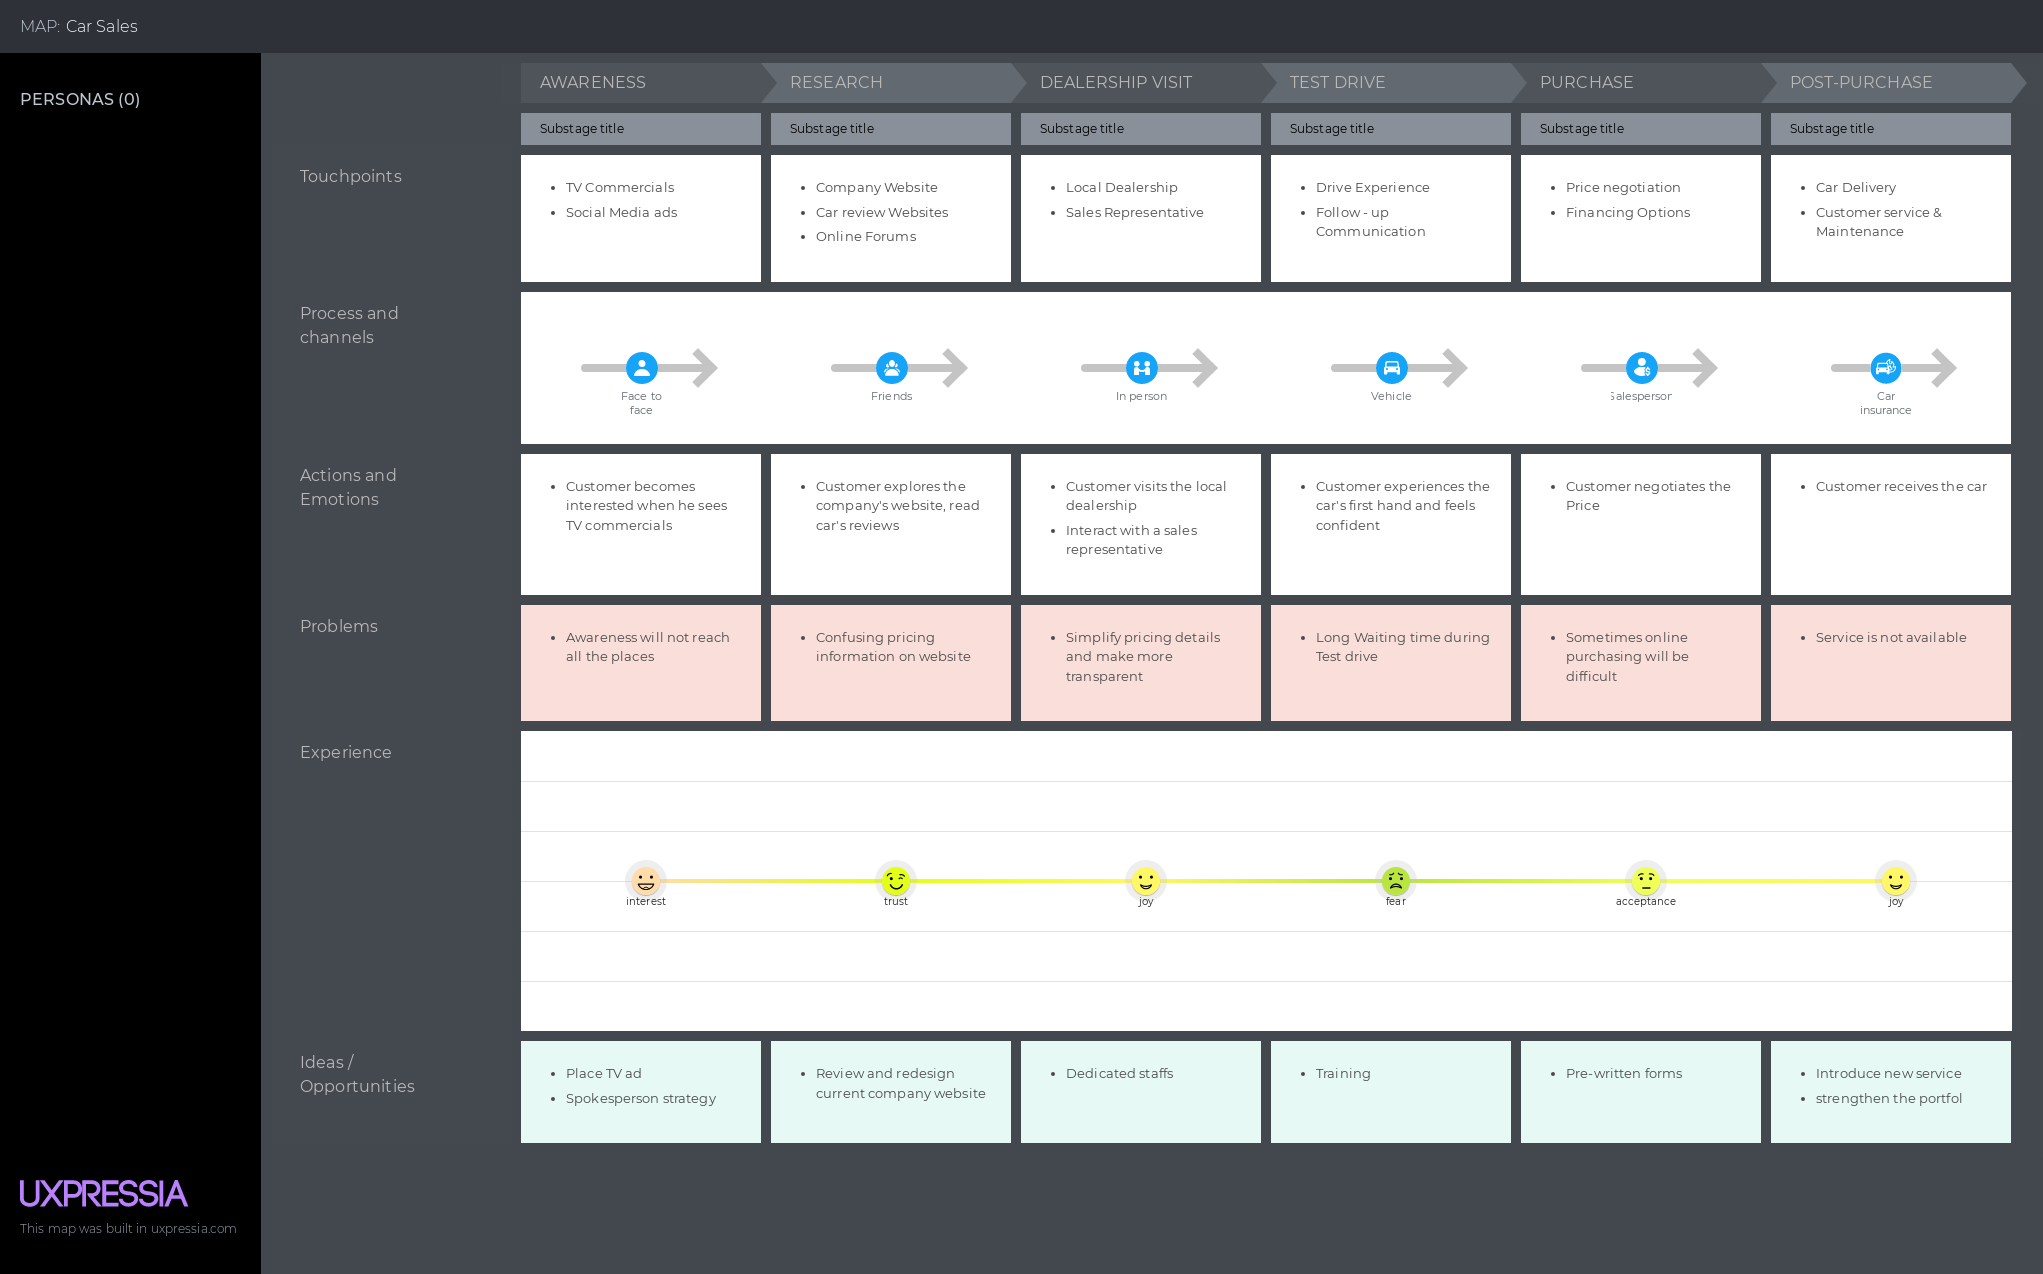 MAP: Car Sales
PERSONAS (0)
AWARENESS
RESEARCH
DEALERSHIP VISIT
TEST DRIVE
PURCHASE
POST-PURCHASE
Substage title
Substage title
Substage title
Substage title
Substage title
Substage title
Touchpoints
TV Commercials
Social Media ads
Company Website
Car review Websites
Online Forums
Local Dealership
Sales Representative
Drive Experience
Follow - up
Communication
Price negotiation
Financing Options
Car Delivery
Customer service &
Maintenance
Process and
channels
Face to
face
Friends
In person
Vehicle
Salesperson
Car
insurance
Actions and
Emotions
Customer becomes
interested when he sees
TV commercials
Customer explores the
company's website, read
car's reviews
Customer visits the local
dealership
Interact with a sales
representative
Customer experiences the
car's first hand and feels
confident
Customer negotiates the
Price
Customer receives the car
Problems
Awareness will not reach
all the places
Confusing pricing
information on website
Simplify pricing details
and make more
transparent
Long Waiting time during
Test drive
Sometimes online
purchasing will be
difficult
Service is not available
Experience
interest
trust
joy
fear
acceptance
joy
Ideas /
Opportunities
Place TV ad
Spokesperson strategy
Review and redesign
current company website
Dedicated staffs
Training
Pre-written forms
Introduce new service
strengthen the portfol
UXPRESSIA
This map was built in uxpressia.com